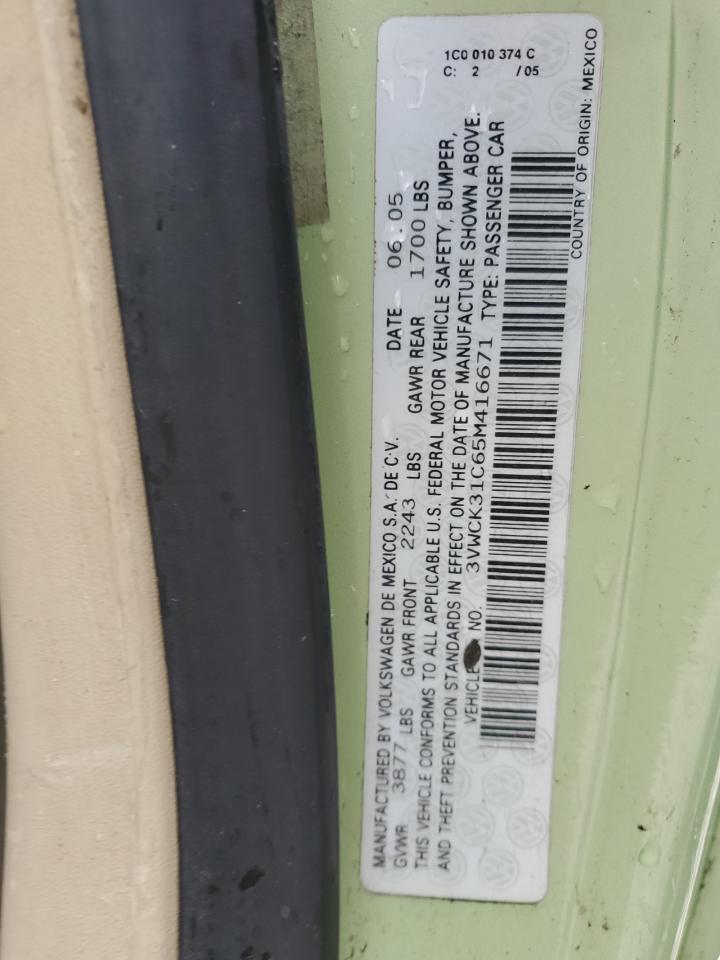 1C0 010 374 C
C: 2 /05
MANUFACTURED BY VOLKSWAGEN DE MEXICO S.A. DE C.V. DATE 06.05
GVWR 3877 LBS GAWR FRONT 2243 LBS GAWR REAR 1700 LBS
THIS VEHICLE CONFORMS TO ALL APPLICABLE U.S. FEDERAL MOTOR VEHICLE SAFETY, BUMPER,
AND THEFT PREVENTION STANDARDS IN EFFECT ON THE DATE OF MANUFACTURE SHOWN ABOVE.
VEHICLE NO. 3VWCK31C65M416671 TYPE: PASSENGER CAR
COUNTRY OF ORIGIN: MEXICO